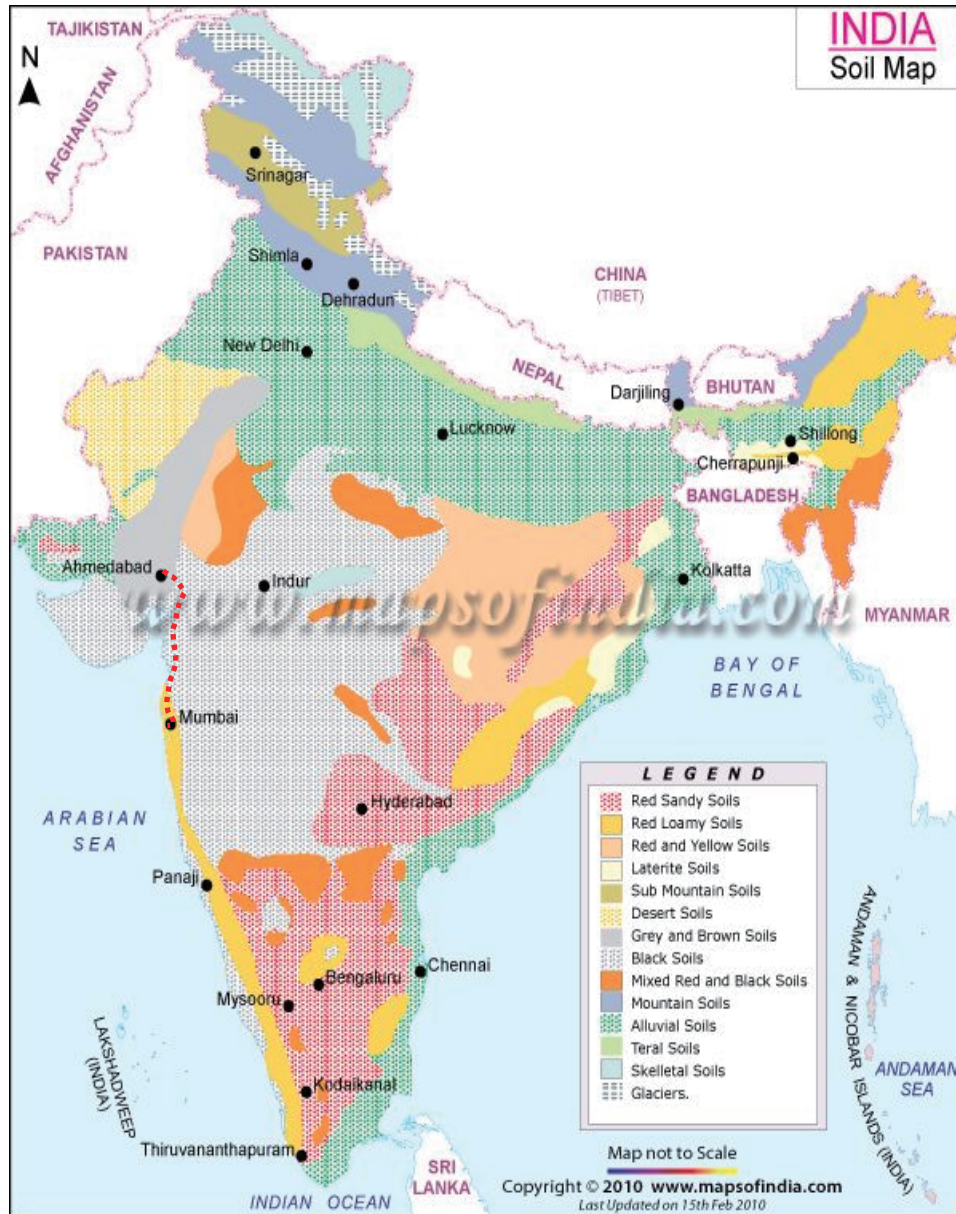 INDIA
Soil Map
TAJIKISTAN
N
AFGHANISTAN
PAKISTAN
Srinagar
Shimla
Dehradun
CHINA
(TIBET)
New Delhi
NEPAL
Darjiling
BHUTAN
Lucknow
Shillong
Cherrapunji
BANGLADESH
Ahmedabad
Indur
Kolkatta
www.mapsofindia.com
MYANMAR
BAY OF
BENGAL
Mumbai
ARABIAN
SEA
Hyderabad
Panaji
Bengaluru
Chennai
Mysooru
LAKSHADWEEP
(INDIA)
Kodaikanal
Thiruvananthapuram
SRI
LANKA
INDIAN OCEAN
LEGEND
Red Sandy Soils
Red Loamy Soils
Red and Yellow Soils
Laterite Soils
Sub Mountain Soils
Desert Soils
Grey and Brown Soils
Black Soils
Mixed Red and Black Soils
Mountain Soils
Alluvial Soils
Teral Soils
Skelletal Soils
Glaciers.
ANDAMAN & NICOBAR ISLANDS (INDIA)
ANDAMAN
SEA
Map not to Scale
Copyright © 2010 www.mapsofindia.com
Last Updated on 15th Feb 2010